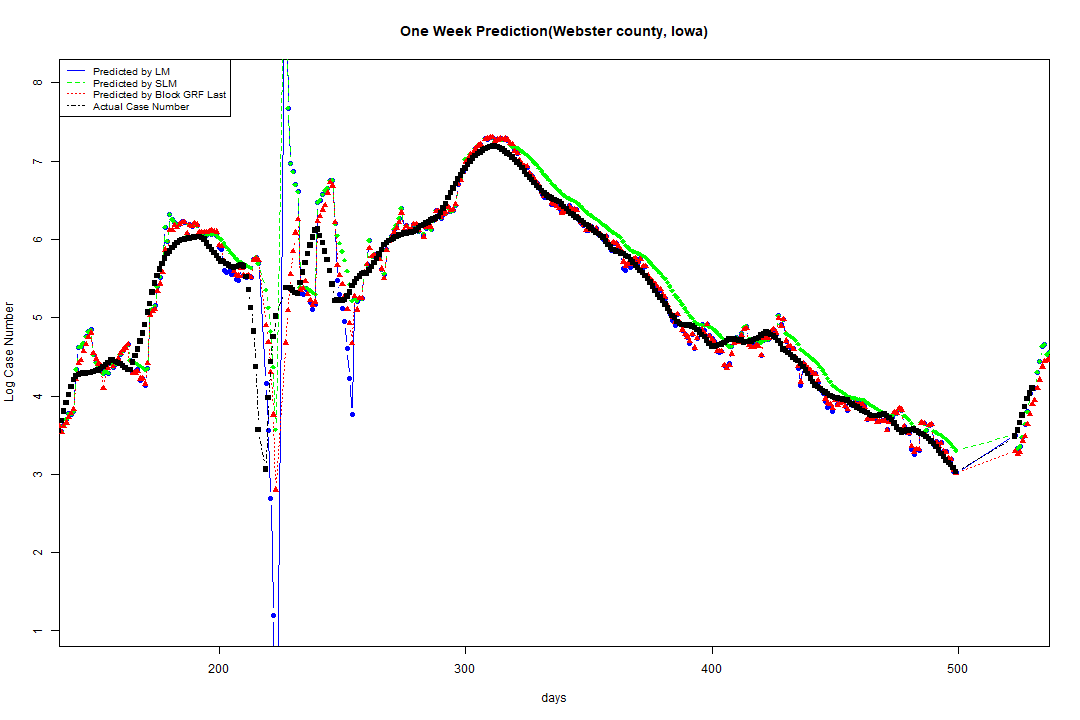 One Week Prediction(Webster county, Iowa)
Predicted by LM
Predicted by SLM
Predicted by Block GRF Last
Actual Case Number
Log Case Number
8
7
6
5
4
3
2
1
200
300
400
500
days